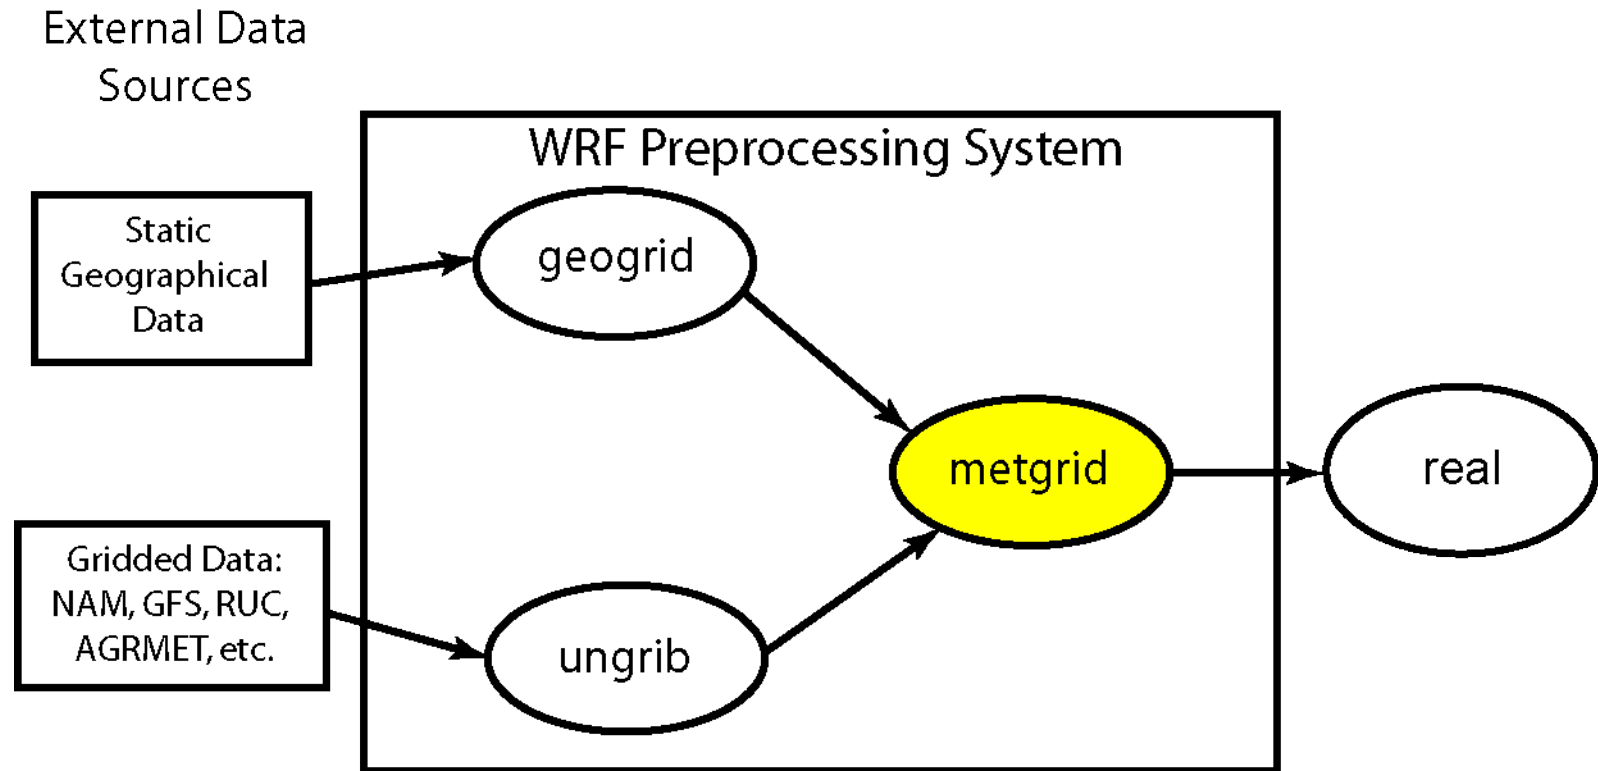 External Data
Sources
WRF Preprocessing System
Static
Geographical
Data
geogrid
metgrid
real
Gridded Data:
NAM, GFS, RUC,
AGRMET, etc.
ungrib